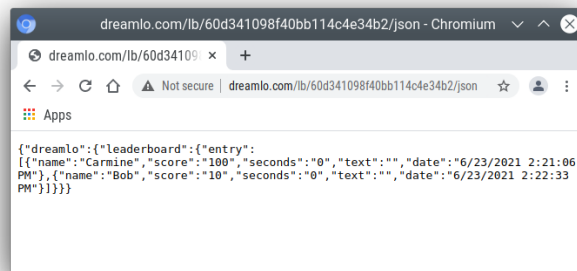 dreamlo.com/lb/60d341098f40bb114c4e34b2/json - Chromium
dreamlo.com/lb/60d34109
Not secure | dreamlo.com/lb/60d341098f40bb114c4e34b2/json
Apps
{"dreamlo":{"leaderboard":{"entry":
[{"name":"Carmine","score":"100","seconds":"0","text":"","date":"6/23/2021 2:21:06
PM"},{"name":"Bob","score":"10","seconds":"0","text":"","date":"6/23/2021 2:22:33
PM"}]}}}